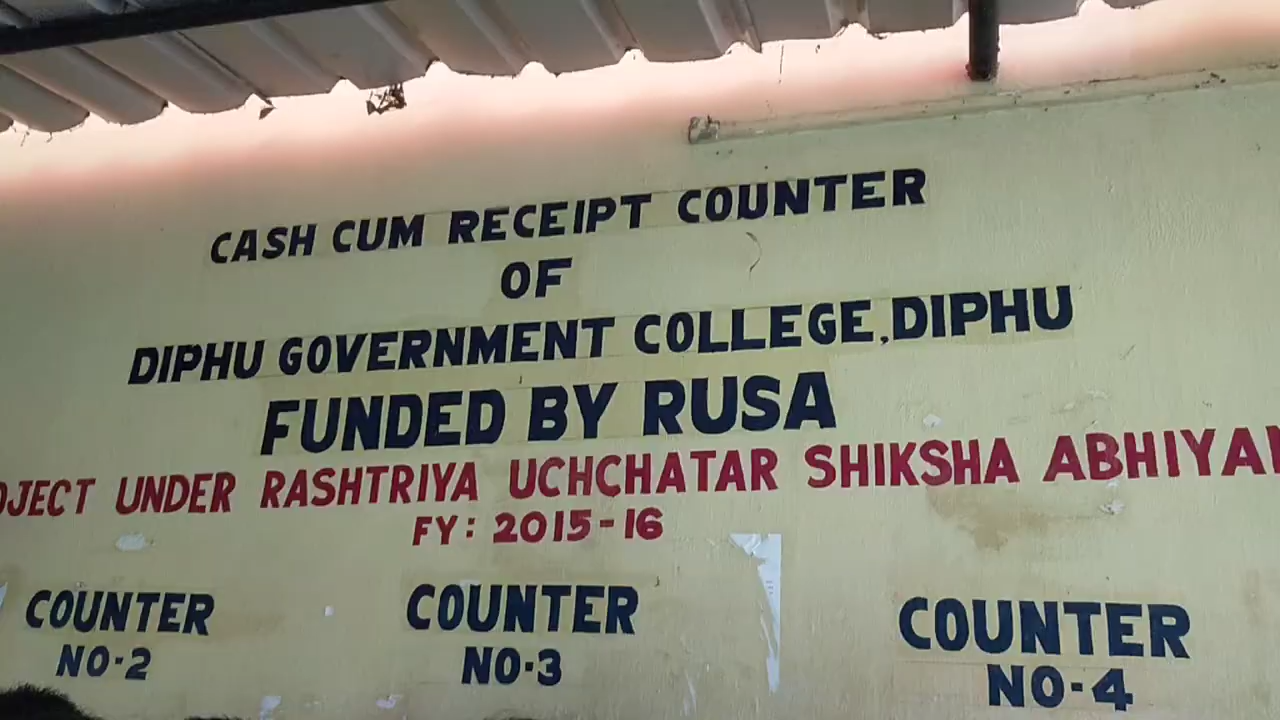 CASH CUM RECEIPT COUNTER
OF
DIPHU GOVERNMENT COLLEGE, DIPHU
FUNDED BY RUSA
UNDER RASHTRIYA UCHCHATAR SHIKSHA
FY: 2015-16
COUNTER
NO-2
COUNTER
NO-3
COUNTER
NO-4